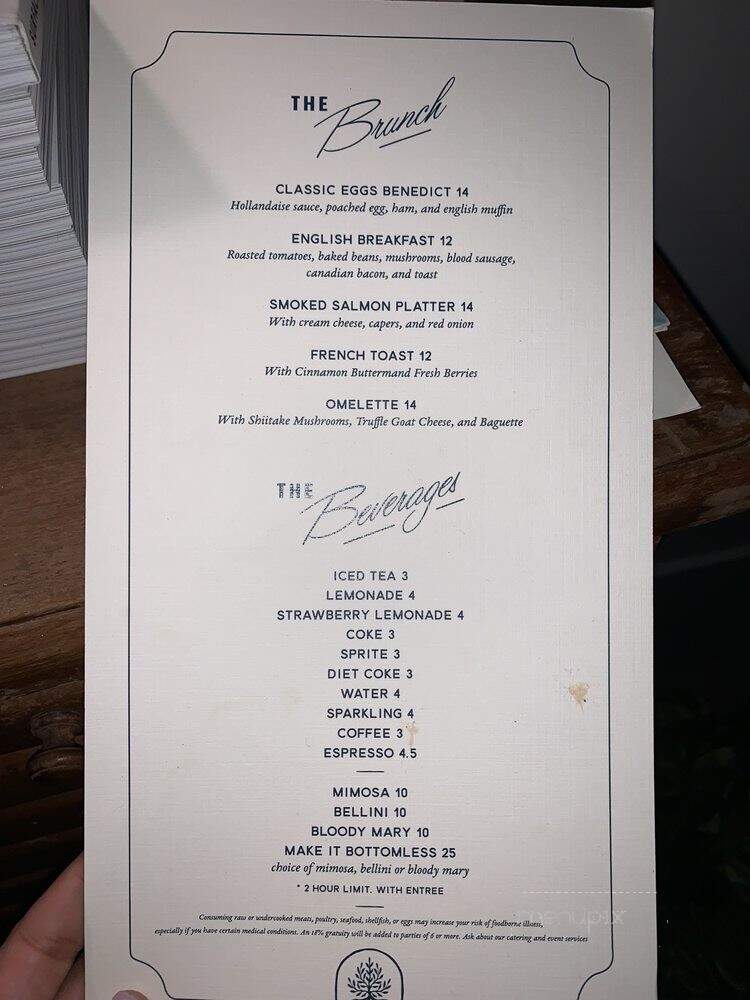 THE Brunch
CLASSIC EGGS BENEDICT 14
Hollandaise sauce, poached egg, ham, and english muffin
ENGLISH BREAKFAST 12
Roasted tomatoes, baked beans, mushrooms, blood sausage,
canadian bacon, and toast
SMOKED SALMON PLATTER 14
With cream cheese, capers, and red onion
FRENCH TOAST 12
With Cinnamon Buttermand Fresh Berries
OMELETTE 14
With Shiitake Mushrooms, Truffle Goat Cheese, and Baguette
THE Beverages
ICED TEA 3
LEMONADE 4
STRAWBERRY LEMONADE 4
COKE 3
SPRITE 3
DIET COKE 3
WATER 4
SPARKLING 4
COFFEE 3
ESPRESSO 4.5
MIMOSA 10
BELLINI 10
BLOODY MARY 10
MAKE IT BOTTOMLESS 25
choice of mimosa, bellini or bloody mary
* 2 HOUR LIMIT. WITH ENTREE
Consuming raw or undercooked meats, poultry, seafood, shellfish, or eggs may increase your risk of foodborne illness,
especially if you have certain medical conditions. An 18% gratuity will be added to parties of 6 or more. Ask about our catering and event services
menupix